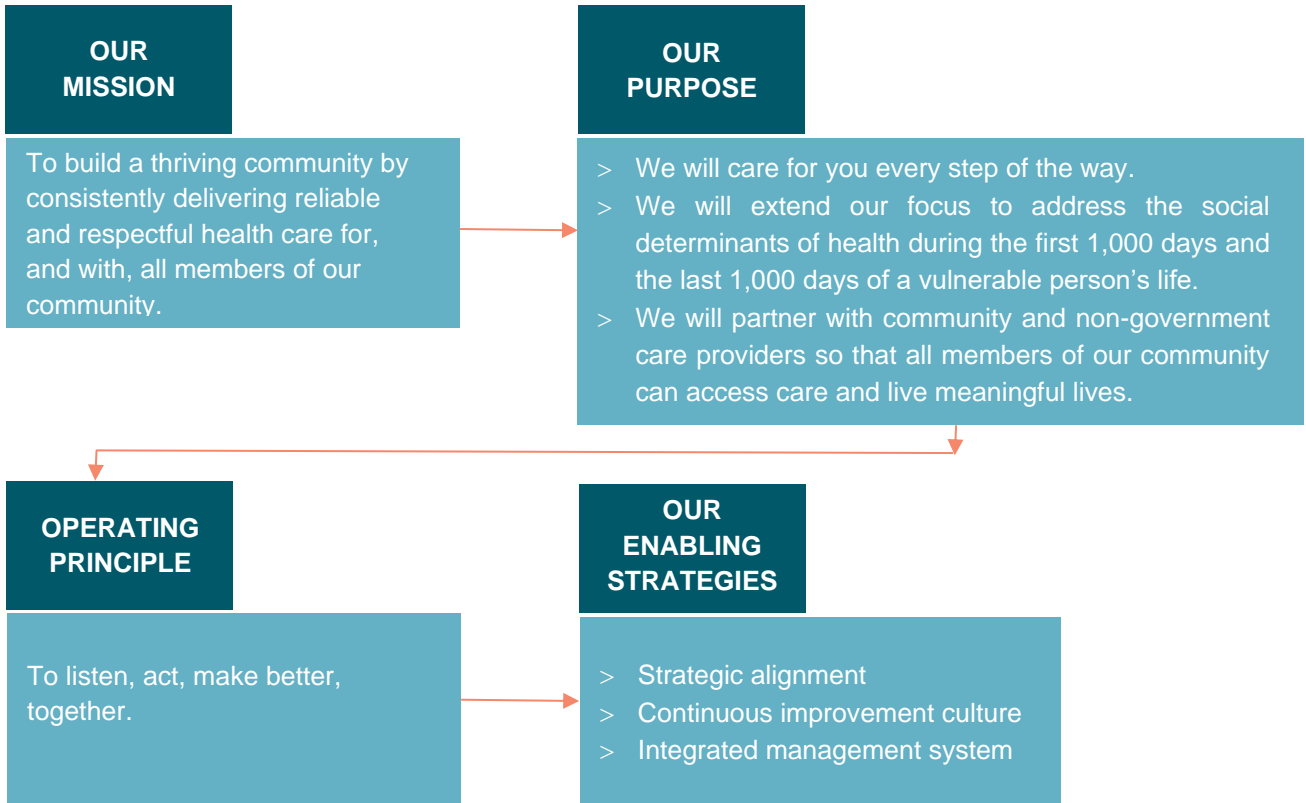 OUR
MISSION
To build a thriving community by
consistently delivering reliable
and respectful health care for,
and with, all members of our
community.
OUR
PURPOSE
> We will care for you every step of the way.
> We will extend our focus to address the social
determinants of health during the first 1,000 days and
the last 1,000 days of a vulnerable person’s life.
> We will partner with community and non-government
care providers so that all members of our community
can access care and live meaningful lives.
OPERATING
PRINCIPLE
To listen, act, make better,
together.
OUR
ENABLING
STRATEGIES
> Strategic alignment
> Continuous improvement culture
> Integrated management system